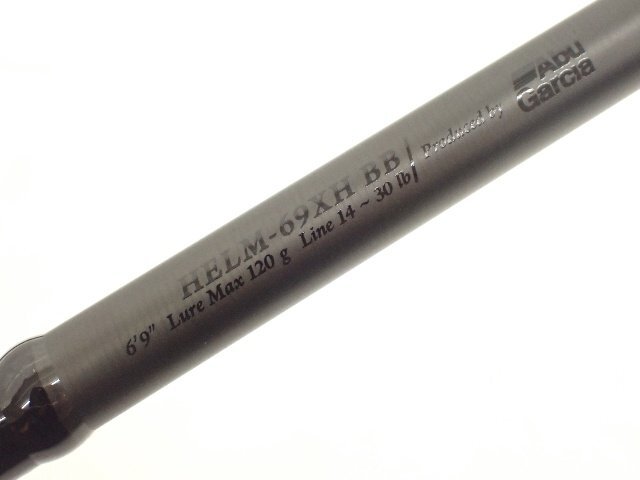 HELM-69XH BB
6'9" Lure Max 120 g Line 14 ~ 30 lb
Produced by
Abu
Garcia